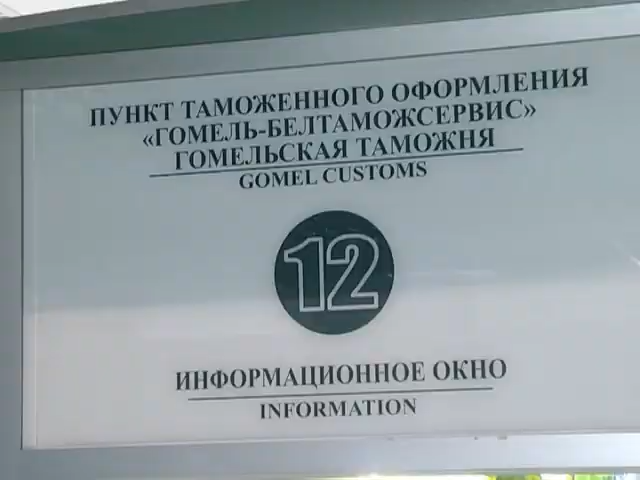 ПУНКТ ТАМОЖЕННОГО ОФОРМЛЕНИЯ
«ГОМЕЛЬ-БЕЛТАМОЖСЕРВИС»
ГОМЕЛЬСКАЯ ТАМОЖНЯ
GOMEL CUSTOMS
12
ИНФОРМАЦИОННОЕ ОКНО
INFORMATION